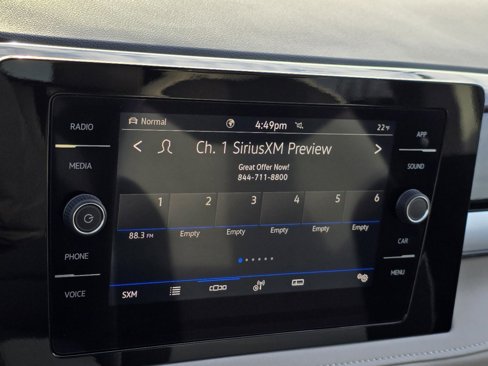 RADIO
MEDIA
PHONE
VOICE
Normal
4:49pm
22°F
Ch. 1 SiriusXM Preview
Great Offer Now!
844-711-8800
1 2 3 4 5 6
88.3 FM Empty Empty Empty Empty Empty
SXM
APP
SOUND
CAR
MENU